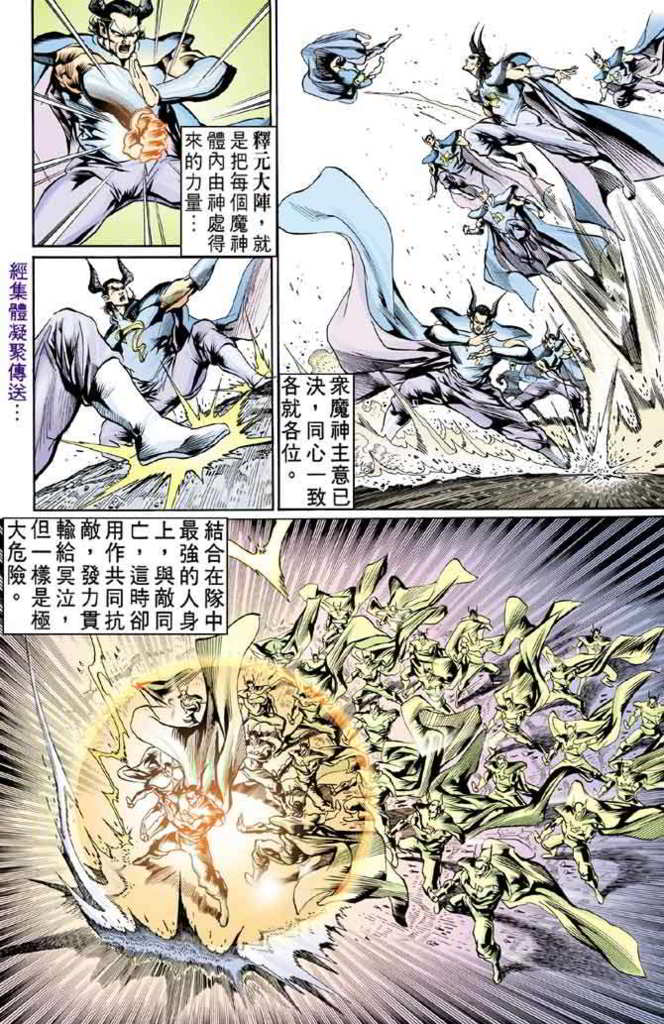 釋元大陣，就
是把每個魔神
體內由神處得
來的力量…
經集體凝聚傳送…
衆魔神主意已
決，同心一致
各就各位。
結合在隊中
最強的人身
上，與敵同
亡，這時卻
用作共同抗
敵，發力貫
輸給冥泣，
但一樣是極
大危險。